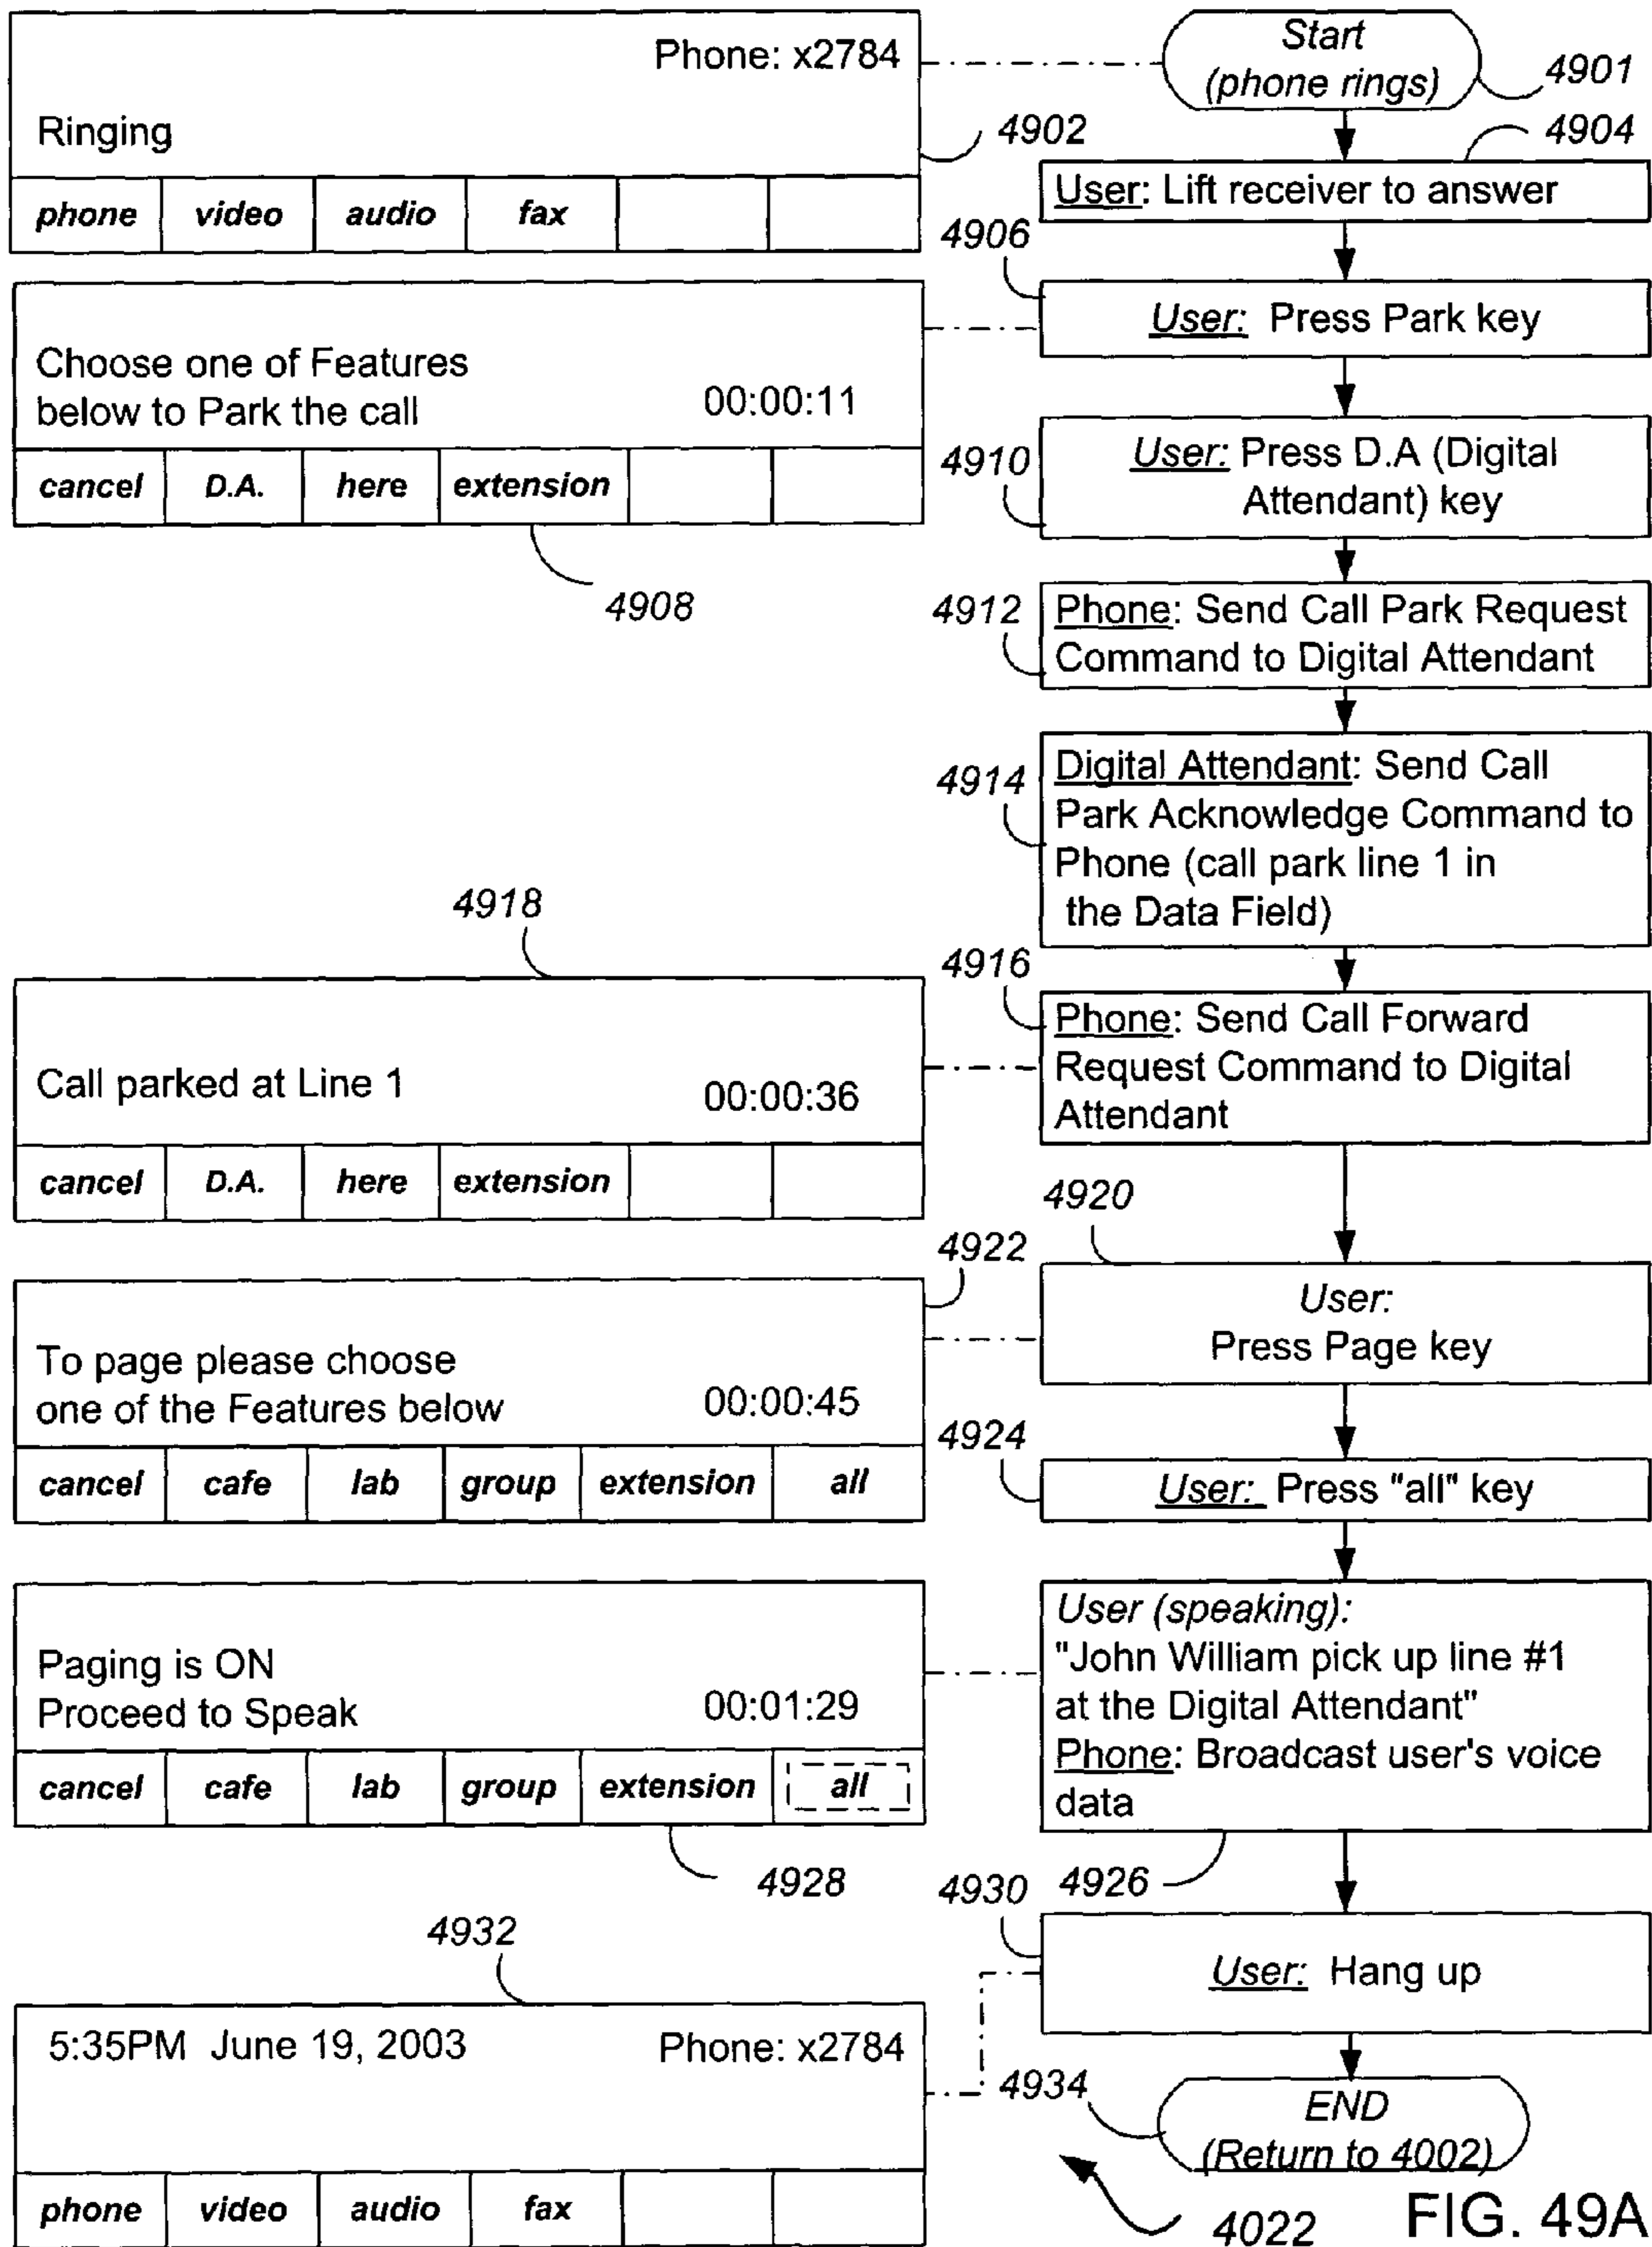 Phone: x2784
Ringing
phone video audio fax
4902
Start
(phone rings)
4901
4904
User: Lift receiver to answer
4906
User: Press Park key
Choose one of Features
below to Park the call 00:00:11
cancel D.A. here extension
4908
4910
User: Press D.A (Digital
Attendant) key
4912
Phone: Send Call Park Request
Command to Digital Attendant
4914
Digital Attendant: Send Call
Park Acknowledge Command to
Phone (call park line 1 in
the Data Field)
4918
Call parked at Line 1 00:00:36
cancel D.A. here extension
4916
Phone: Send Call Forward
Request Command to Digital
Attendant
4920
User:
Press Page key
4922
To page please choose
one of the Features below 00:00:45
cancel cafe lab group extension all
4924
User: Press "all" key
Paging is ON
Proceed to Speak 00:01:29
cancel cafe lab group extension all
4928
User (speaking):
"John William pick up line #1
at the Digital Attendant"
Phone: Broadcast user's voice
data
4926
4930
User: Hang up
4932
5:35PM June 19, 2003 Phone: x2784
phone video audio fax
4934
END
(Return to 4002)
4022
FIG. 49A